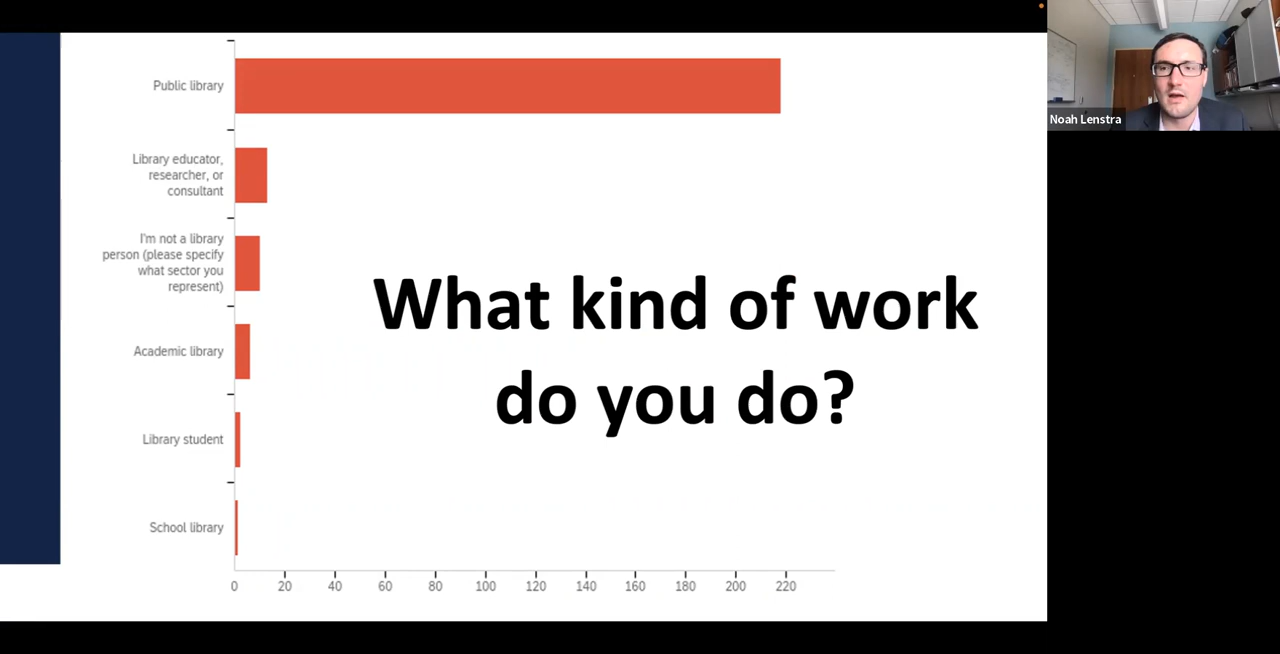 Public library
Library educator,
researcher, or
consultant
I'm not a library
person (please specify
what sector you
represent)
Academic library
Library student
School library
0 20 40 60 80 100 120 140 160 180 200 220
What kind of work
do you do?
Noah Lenstra